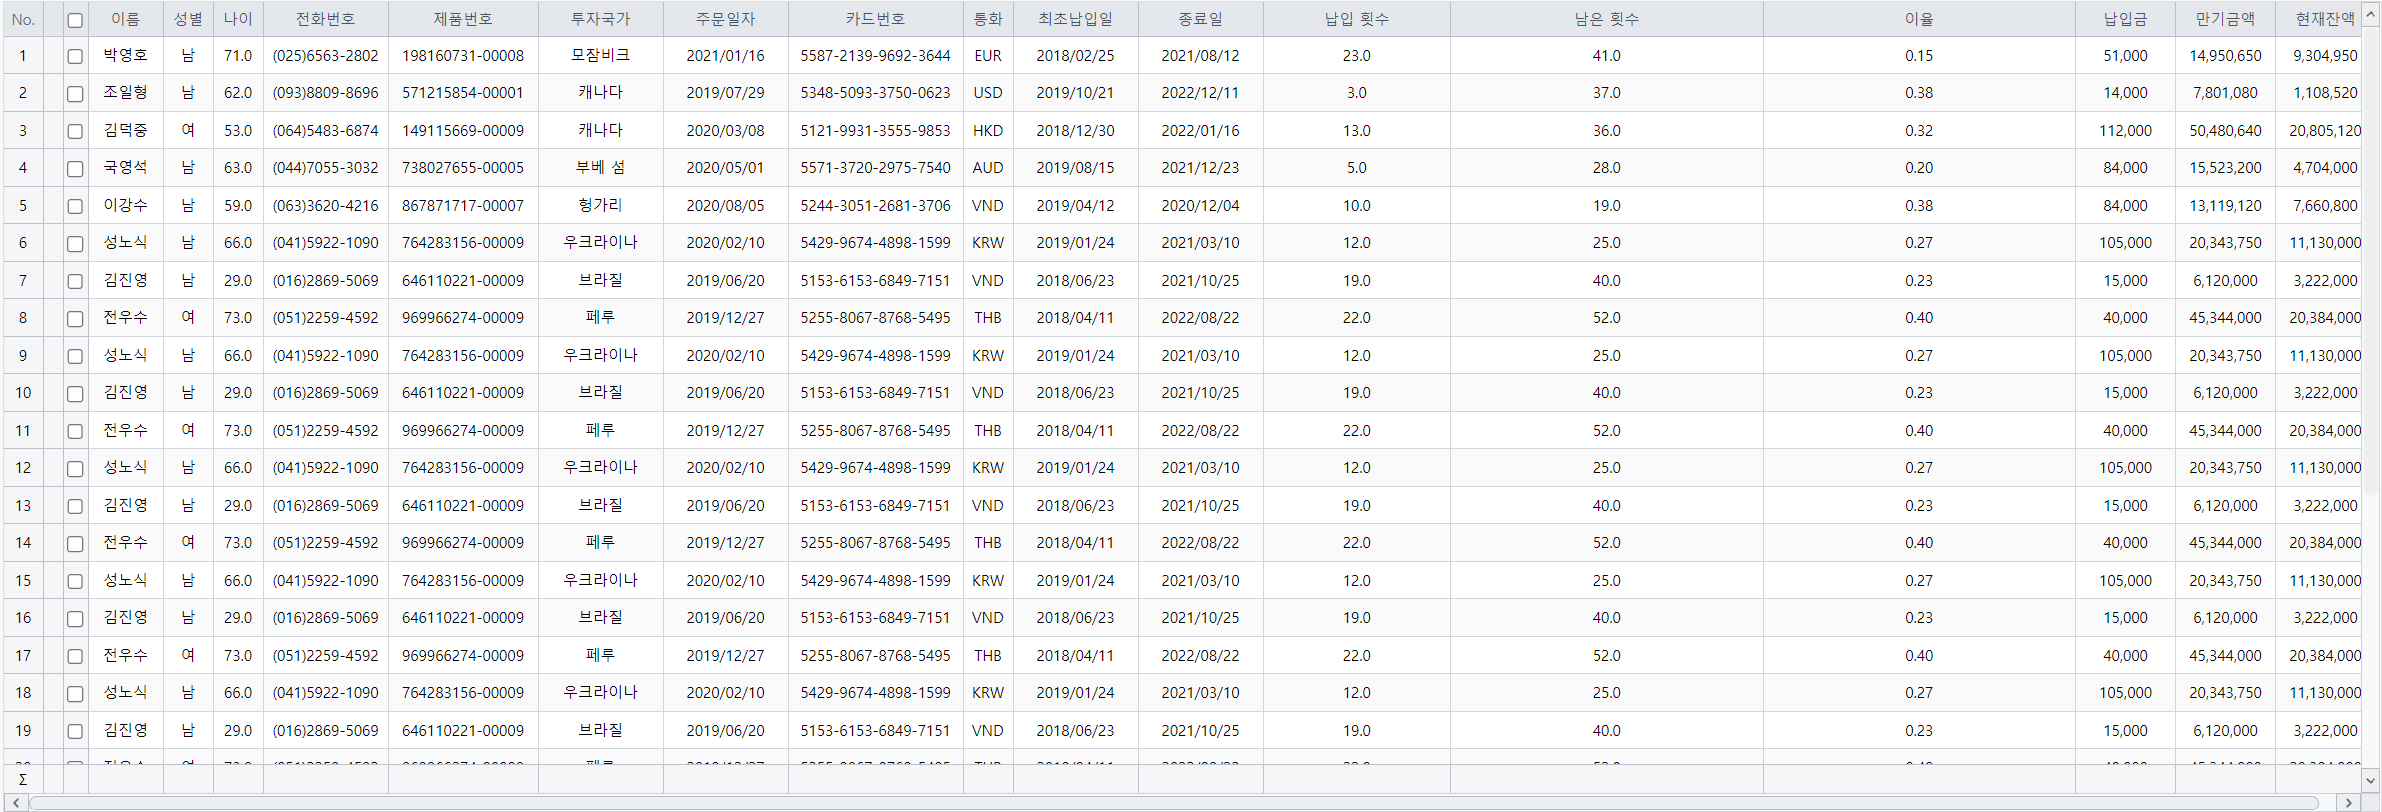 No. 이름 성별 나이 전화번호 제품번호 투자국가 주문일자 카드번호 통화 최초납입일 종료일 납입 횟수 남은 횟수 이율 납입금 만기금액 현재잔액
1 박영호 남 71.0 (025)6563-2802 198160731-00008 모잠비크 2021/01/16 5587-2139-9692-3644 EUR 2018/02/25 2021/08/12 23.0 41.0 0.15 51,000 14,950,650 9,304,950
2 조일형 남 62.0 (093)8809-8696 571215854-00001 캐나다 2019/07/29 5348-5093-3750-0623 USD 2019/10/21 2022/12/11 3.0 37.0 0.38 14,000 7,801,080 1,108,520
3 김덕중 여 53.0 (064)5483-6874 149115669-00009 캐나다 2020/03/08 5121-9931-3555-9853 HKD 2018/12/30 2022/01/16 13.0 36.0 0.32 112,000 50,480,640 20,805,120
4 국영석 남 63.0 (044)7055-3032 738027655-00005 부베 섬 2020/05/01 5571-3720-2975-7540 AUD 2019/08/15 2021/12/23 5.0 28.0 0.20 84,000 15,523,200 4,704,000
5 이강수 남 59.0 (063)3620-4216 867871717-00007 헝가리 2020/08/05 5244-3051-2681-3706 VND 2019/04/12 2020/12/04 10.0 19.0 0.38 84,000 13,119,120 7,660,800
6 성노식 남 66.0 (041)5922-1090 764283156-00009 우크라이나 2020/02/10 5429-9674-4898-1599 KRW 2019/01/24 2021/03/10 12.0 25.0 0.27 105,000 20,343,750 11,130,000
7 김진영 남 29.0 (016)2869-5069 646110221-00009 브라질 2019/06/20 5153-6153-6849-7151 VND 2018/06/23 2021/10/25 19.0 40.0 0.23 15,000 6,120,000 3,222,000
8 전우수 여 73.0 (051)2259-4592 969966274-00009 페루 2019/12/27 5255-8067-8768-5495 THB 2018/04/11 2022/08/22 22.0 52.0 0.40 40,000 45,344,000 20,384,000
9 성노식 남 66.0 (041)5922-1090 764283156-00009 우크라이나 2020/02/10 5429-9674-4898-1599 KRW 2019/01/24 2021/03/10 12.0 25.0 0.27 105,000 20,343,750 11,130,000
10 김진영 남 29.0 (016)2869-5069 646110221-00009 브라질 2019/06/20 5153-6153-6849-7151 VND 2018/06/23 2021/10/25 19.0 40.0 0.23 15,000 6,120,000 3,222,000
11 전우수 여 73.0 (051)2259-4592 969966274-00009 페루 2019/12/27 5255-8067-8768-5495 THB 2018/04/11 2022/08/22 22.0 52.0 0.40 40,000 45,344,000 20,384,000
12 성노식 남 66.0 (041)5922-1090 764283156-00009 우크라이나 2020/02/10 5429-9674-4898-1599 KRW 2019/01/24 2021/03/10 12.0 25.0 0.27 105,000 20,343,750 11,130,000
13 김진영 남 29.0 (016)2869-5069 646110221-00009 브라질 2019/06/20 5153-6153-6849-7151 VND 2018/06/23 2021/10/25 19.0 40.0 0.23 15,000 6,120,000 3,222,000
14 전우수 여 73.0 (051)2259-4592 969966274-00009 페루 2019/12/27 5255-8067-8768-5495 THB 2018/04/11 2022/08/22 22.0 52.0 0.40 40,000 45,344,000 20,384,000
15 성노식 남 66.0 (041)5922-1090 764283156-00009 우크라이나 2020/02/10 5429-9674-4898-1599 KRW 2019/01/24 2021/03/10 12.0 25.0 0.27 105,000 20,343,750 11,130,000
16 김진영 남 29.0 (016)2869-5069 646110221-00009 브라질 2019/06/20 5153-6153-6849-7151 VND 2018/06/23 2021/10/25 19.0 40.0 0.23 15,000 6,120,000 3,222,000
17 전우수 여 73.0 (051)2259-4592 969966274-00009 페루 2019/12/27 5255-8067-8768-5495 THB 2018/04/11 2022/08/22 22.0 52.0 0.40 40,000 45,344,000 20,384,000
18 성노식 남 66.0 (041)5922-1090 764283156-00009 우크라이나 2020/02/10 5429-9674-4898-1599 KRW 2019/01/24 2021/03/10 12.0 25.0 0.27 105,000 20,343,750 11,130,000
19 김진영 남 29.0 (016)2869-5069 646110221-00009 브라질 2019/06/20 5153-6153-6849-7151 VND 2018/06/23 2021/10/25 19.0 40.0 0.23 15,000 6,120,000 3,222,000
Σ